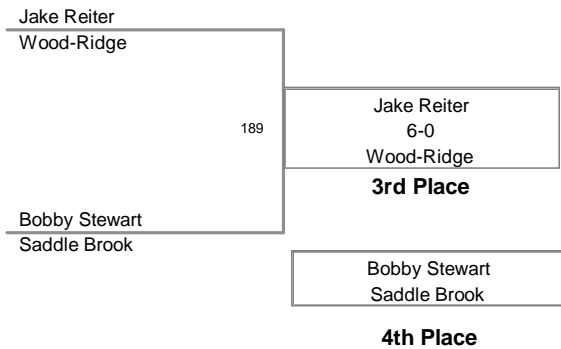 Jake Reiter
Wood-Ridge
189
Jake Reiter
6-0
Wood-Ridge
3rd Place
Bobby Stewart
Saddle Brook
Bobby Stewart
Saddle Brook
4th Place